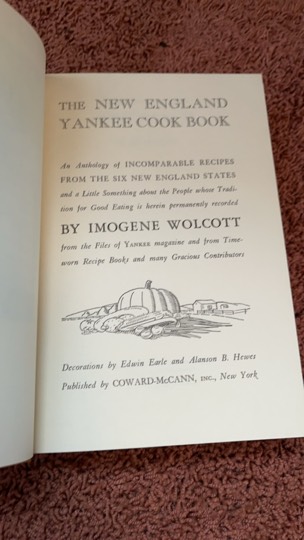 THE NEW ENGLAND
YANKEE COOK BOOK
An Anthology of INCOMPARABLE RECIPES
FROM THE SIX NEW ENGLAND STATES
and a Little Something about the People whose Tradi-
tion for Good Eating is herein permanently recorded
BY IMOGENE WOLCOTT
from the Files of YANKEE magazine and from Time-
worn Recipe Books and many Gracious Contributors
Decorations by Edwin Earle and Alanson B. Hewes
Published by COWARD-McCANN, INC., New York